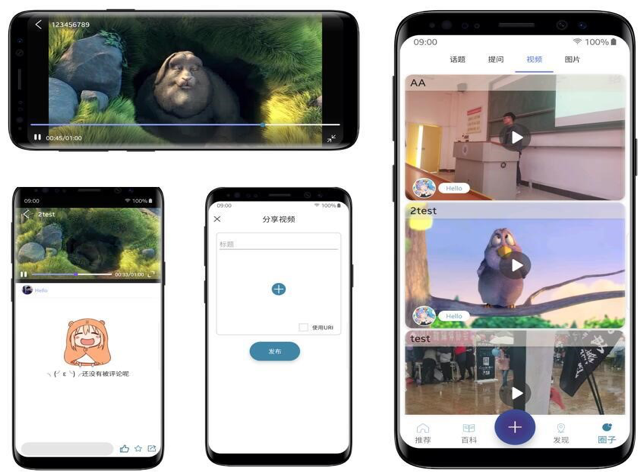 123456789
00:45/01:00
09:00
100%
2test
00:33/01:00
Hello
还没有被评论呢
09:00
100%
分享视频
标题
使用URI
发布
09:00
100%
话题 提问 视频 图片
AA
Hello
2test
Hello
test
推荐 百科 发现 圈子